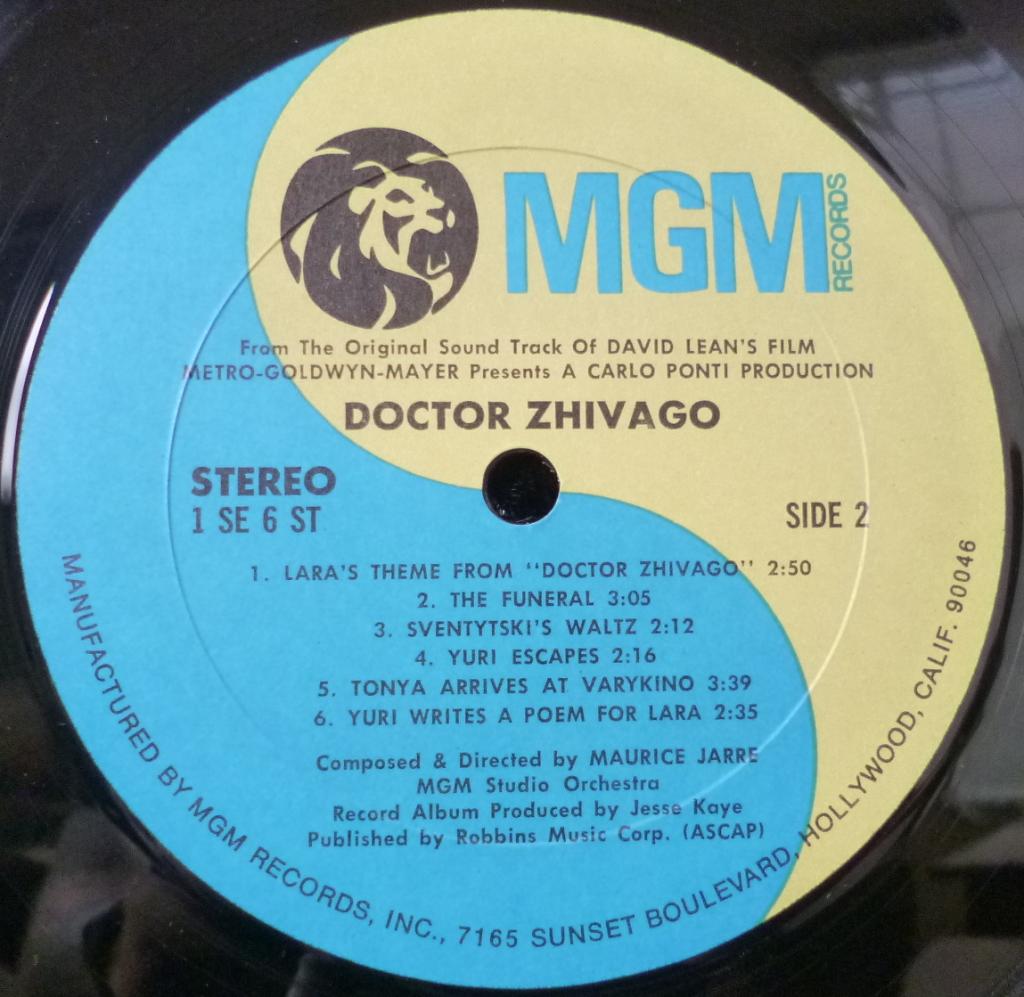 MGM RECORDS
From The Original Sound Track Of DAVID LEAN'S FILM
METRO-GOLDWYN-MAYER Presents A CARLO PONTI PRODUCTION
DOCTOR ZHIVAGO
STEREO
1 SE 6 ST
SIDE 2
1. LARA'S THEME FROM "DOCTOR ZHIVAGO" 2:50
2. THE FUNERAL 3:05
3. SVENTYTSKI'S WALTZ 2:12
4. YURI ESCAPES 2:16
5. TONYA ARRIVES AT VARYKINO 3:39
6. YURI WRITES A POEM FOR LARA 2:35
Composed & Directed by MAURICE JARRE
MGM Studio Orchestra
Record Album Produced by Jesse Kaye
Published by Robbins Music Corp. (ASCAP)
MANUFACTURED BY MGM RECORDS, INC., 7165 SUNSET BOULEVARD, HOLLYWOOD, CALIF. 90046